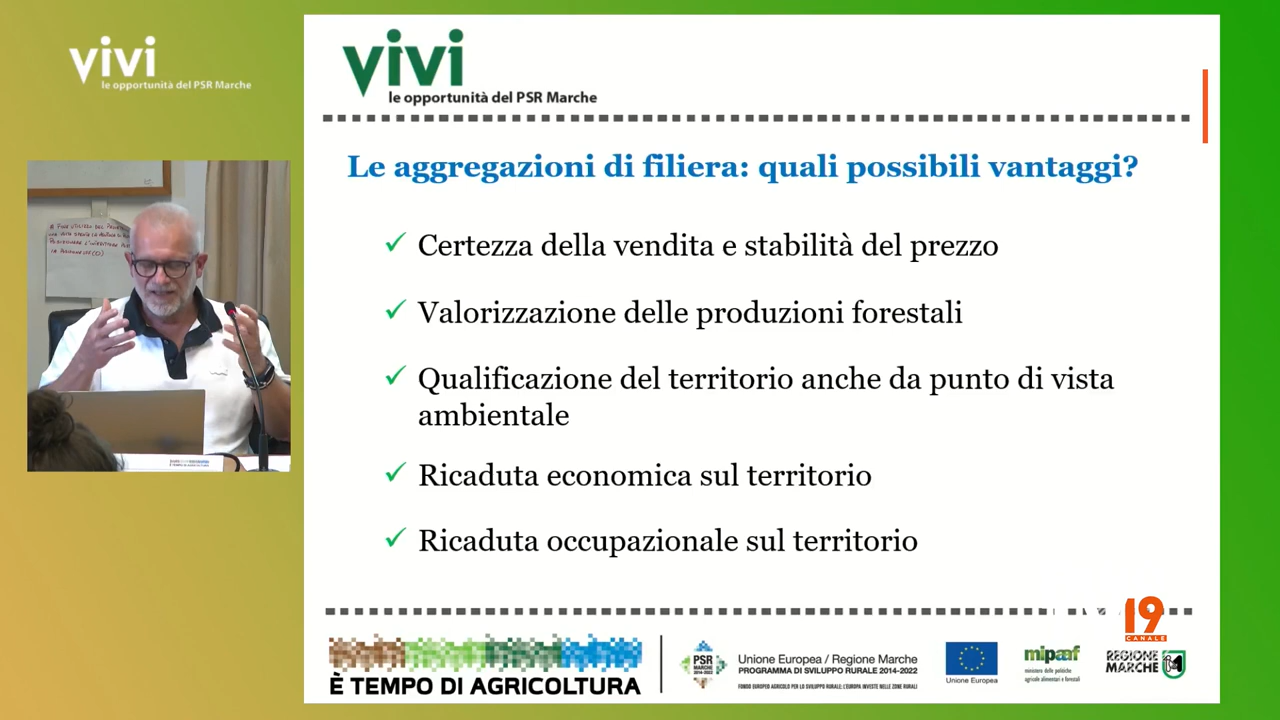 vivi
le opportunità del PSR Marche
vivi
le opportunità del PSR Marche
Le aggregazioni di filiera: quali possibili vantaggi?
✓ Certezza della vendita e stabilità del prezzo
✓ Valorizzazione delle produzioni forestali
✓ Qualificazione del territorio anche da punto di vista
ambientale
✓ Ricaduta economica sul territorio
✓ Ricaduta occupazionale sul territorio
19
CANALE
È TEMPO DI AGRICOLTURA
PSR
MARCHE
2014-2022
Unione Europea / Regione Marche
PROGRAMMA DI SVILUPPO RURALE 2014-2022
FONDO EUROPEO AGRICOLO PER LO SVILUPPO RURALE: L'EUROPA INVESTE NELLE ZONE RURALI
Unione Europea
mipaaf
ministero delle politiche
agricole alimentari e forestali
REGIONE
MARCHE